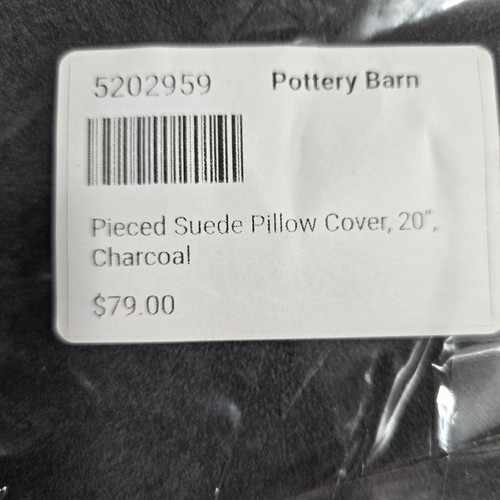 5202959 Pottery Barn
Pieced Suede Pillow Cover, 20",
Charcoal
$79.00